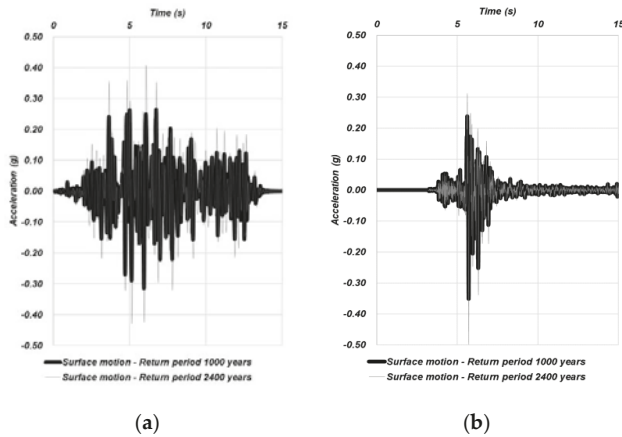 Time (s)
0 5 10 15
0.50
0.40
0.30
0.20
0.10
0.00
-0.10
-0.20
-0.30
-0.40
-0.50
Acceleration (g)
Surface motion - Return period 1000 years
Surface motion - Return period 2400 years
(a)
Time (s)
0 5 10 15
0.50
0.40
0.30
0.20
0.10
0.00
-0.10
-0.20
-0.30
-0.40
-0.50
Acceleration (g)
Surface motion - Return period 1000 years
Surface motion - Return period 2400 years
(b)